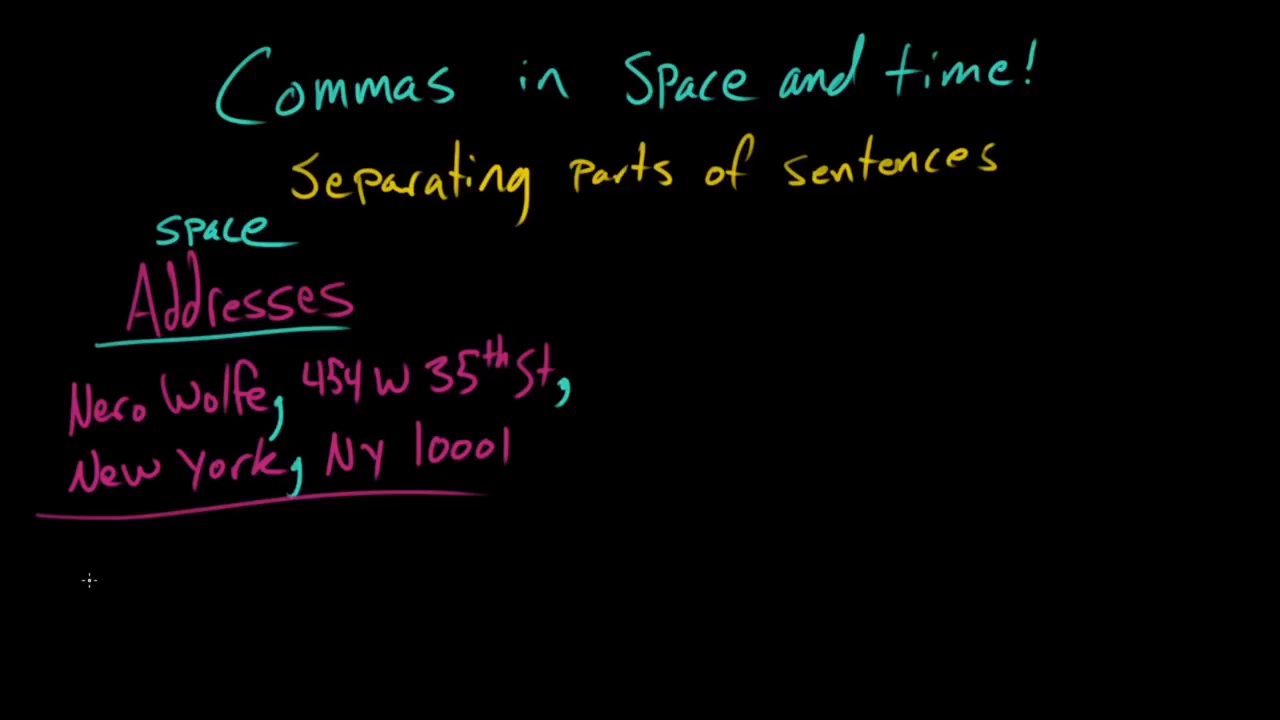 Commas in Space and time!
Separating parts of sentences
space
Addresses
Nero Wolfe, 454 W 35th St,
New York, NY 10001